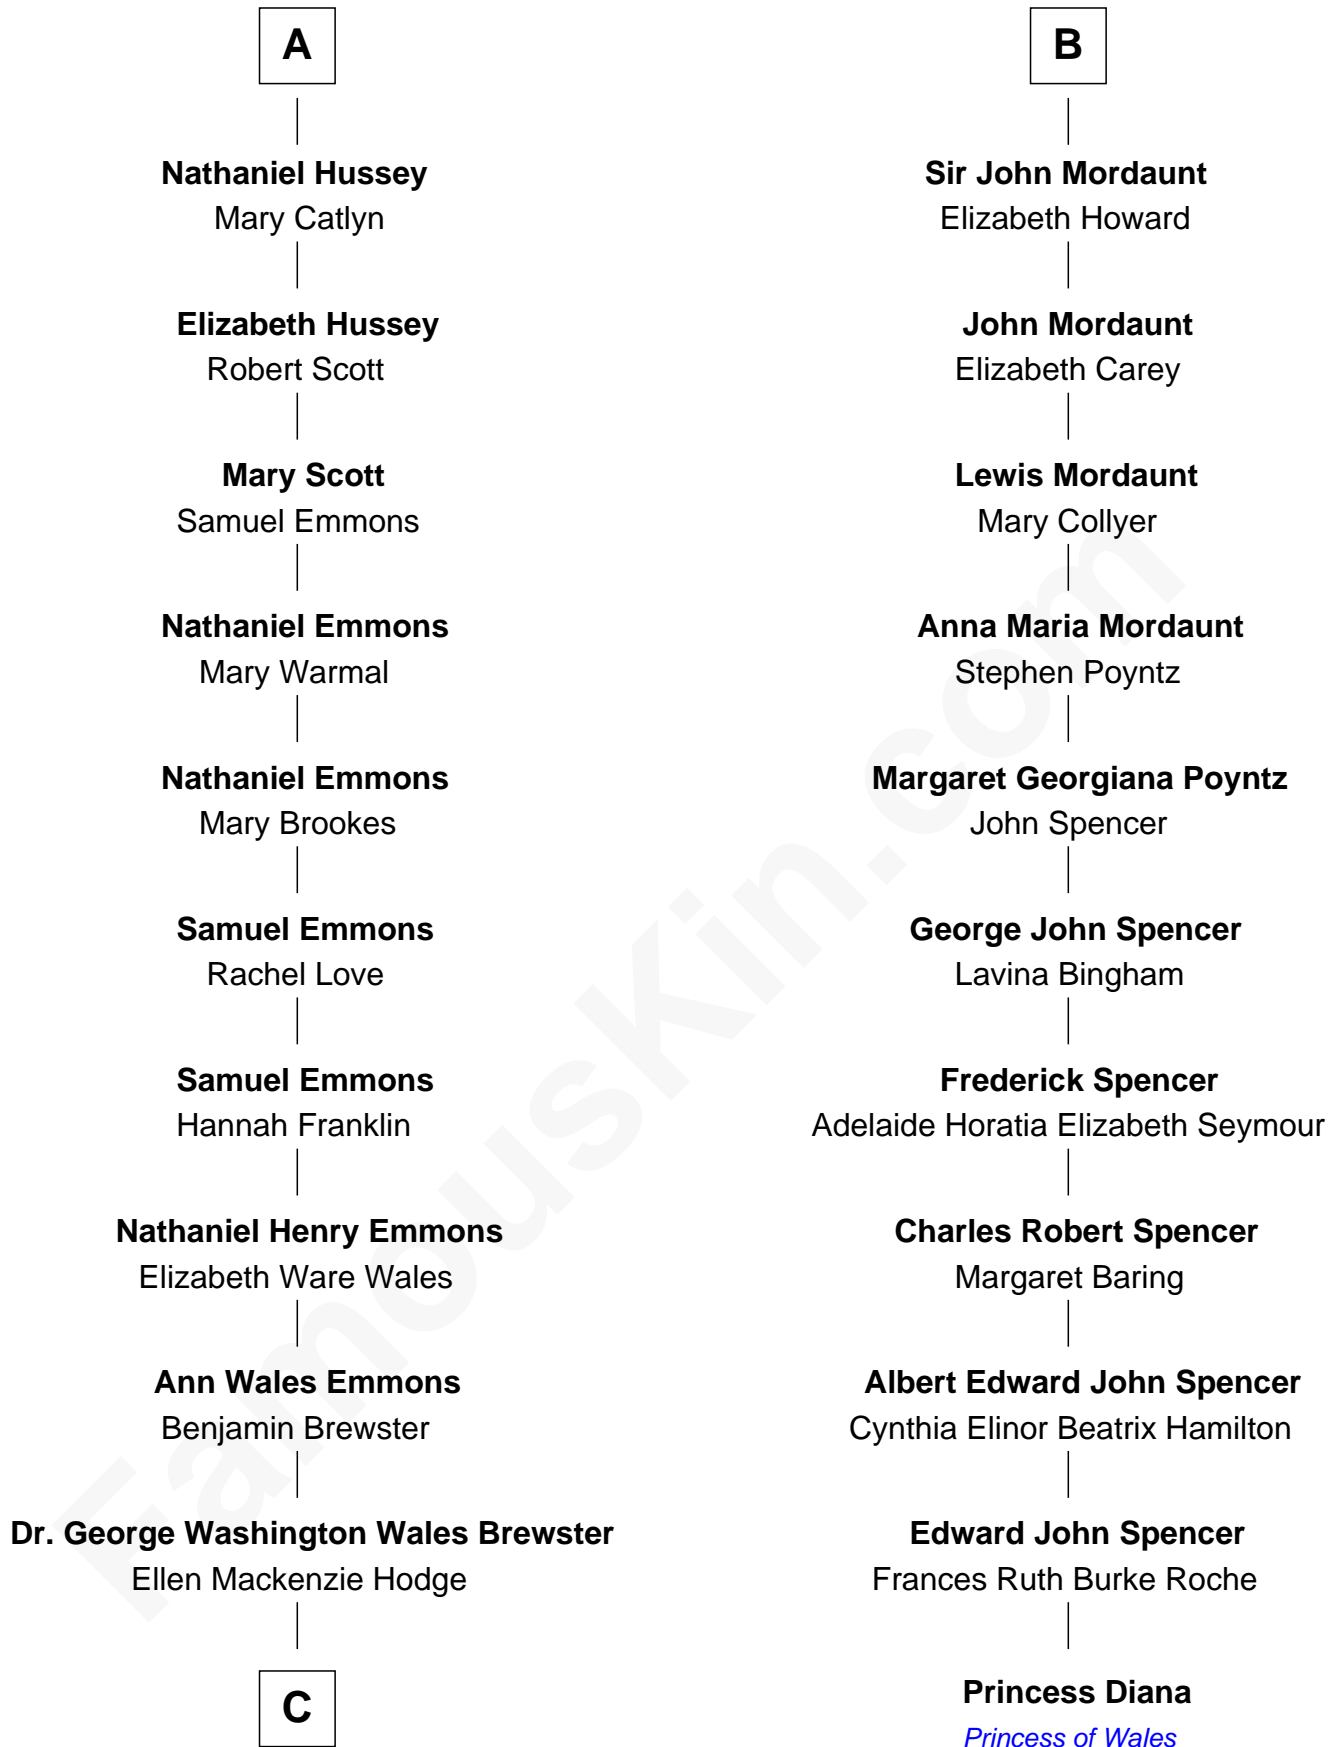 A
Nathaniel Hussey
Mary Catlyn
Elizabeth Hussey
Robert Scott
Mary Scott
Samuel Emmons
Nathaniel Emmons
Mary Warmal
Nathaniel Emmons
Mary Brookes
Samuel Emmons
Rachel Love
Samuel Emmons
Hannah Franklin
Nathaniel Henry Emmons
Elizabeth Ware Wales
Ann Wales Emmons
Benjamin Brewster
Dr. George Washington Wales Brewster
Ellen Mackenzie Hodge
C
B
Sir John Mordaunt
Elizabeth Howard
John Mordaunt
Elizabeth Carey
Lewis Mordaunt
Mary Collyer
Anna Maria Mordaunt
Stephen Poyntz
Margaret Georgiana Poyntz
John Spencer
George John Spencer
Lavina Bingham
Frederick Spencer
Adelaide Horatia Elizabeth Seymour
Charles Robert Spencer
Margaret Baring
Albert Edward John Spencer
Cynthia Elinor Beatrix Hamilton
Edward John Spencer
Frances Ruth Burke Roche
Princess Diana
Princess of Wales
FamousKin.com